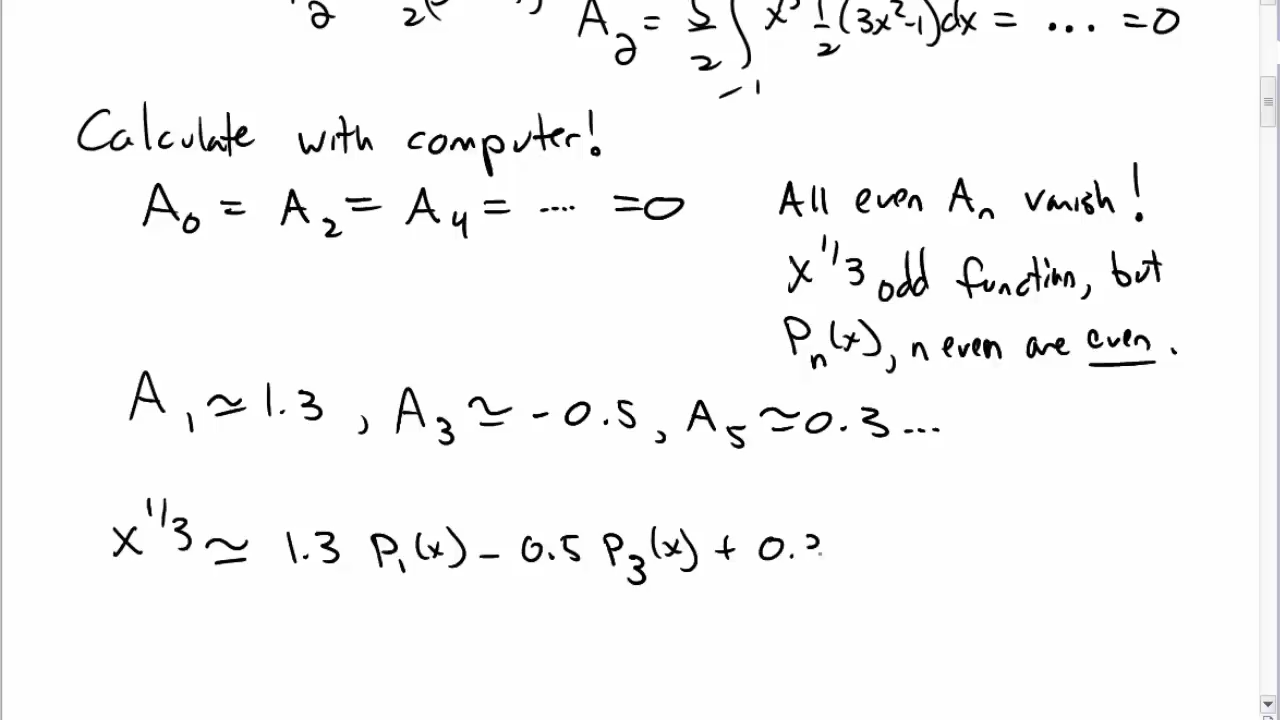 A₂ = 5/2 ∫₋₁ x^(1/3) 1/2 (3x²-1)dx = ... = 0
Calculate with computer!
A₀ = A₂ = A₄ = .... = 0
All even Aₙ vanish!
x^(1/3) odd function, but
Pₙ(x), n even are even.
A₁ ≃ 1.3, A₃ ≃ -0.5, A₅ ≃ 0.3...
x^(1/3) ≃ 1.3 P₁(x) - 0.5 P₃(x) + 0.